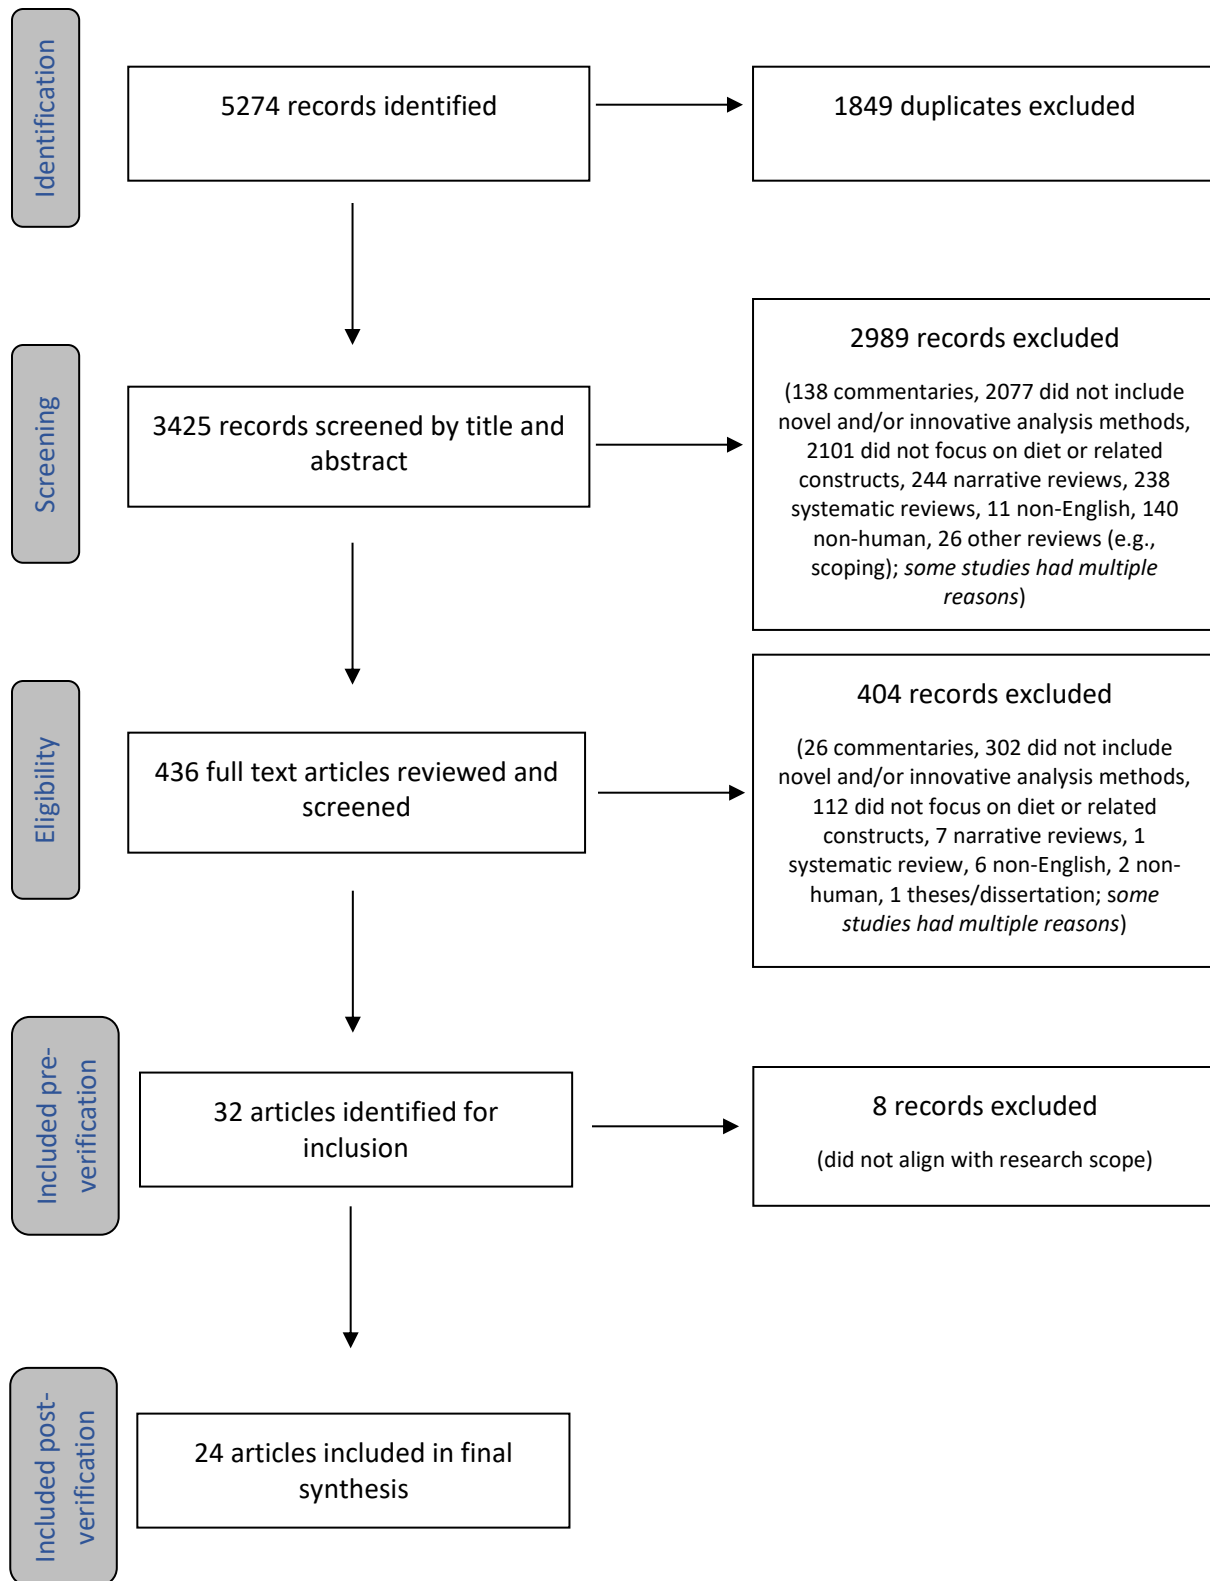 Identification
5274 records identified
1849 duplicates excluded
Screening
3425 records screened by title and
abstract
2989 records excluded
(138 commentaries, 2077 did not include
novel and/or innovative analysis methods,
2101 did not focus on diet or related
constructs, 244 narrative reviews, 238
systematic reviews, 11 non-English, 140
non-human, 26 other reviews (e.g.,
scoping); some studies had multiple
reasons)
Eligibility
436 full text articles reviewed and
screened
404 records excluded
(26 commentaries, 302 did not include
novel and/or innovative analysis methods,
112 did not focus on diet or related
constructs, 7 narrative reviews, 1
systematic review, 6 non-English, 2 non-
human, 1 theses/dissertation; some
studies had multiple reasons)
Included pre-
verification
32 articles identified for
inclusion
8 records excluded
(did not align with research scope)
Included post-
verification
24 articles included in final
synthesis